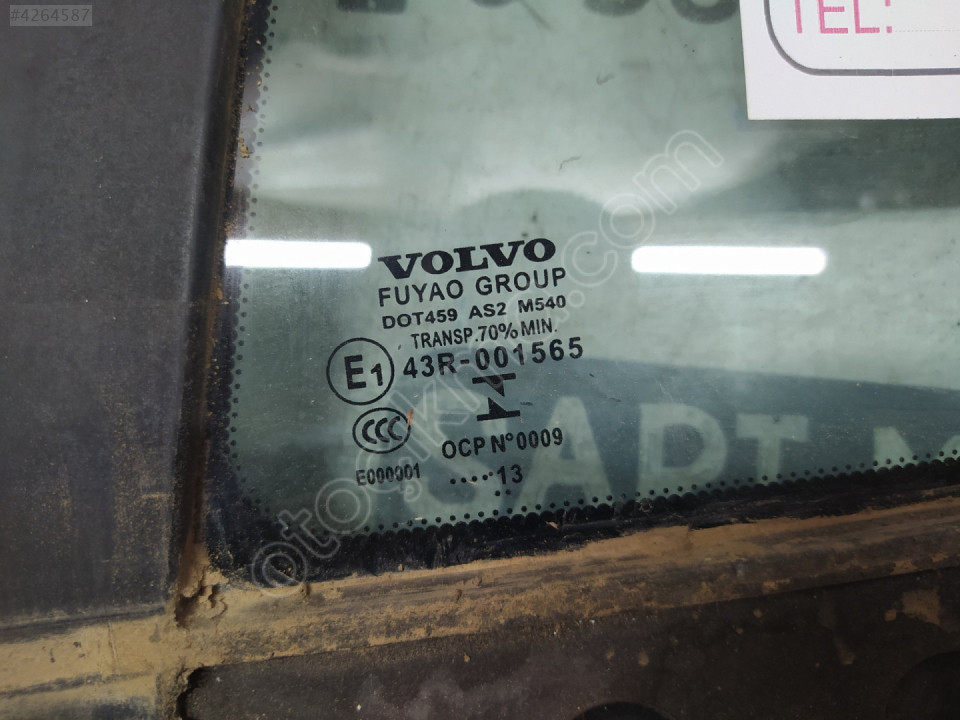 #4264587
TEL:
VOLVO
FUYAO GROUP
DOT459 AS2 M540
TRANSP.70%MIN.
E1 43R-001565
CCC
OCP N°0009
E000001
.....13